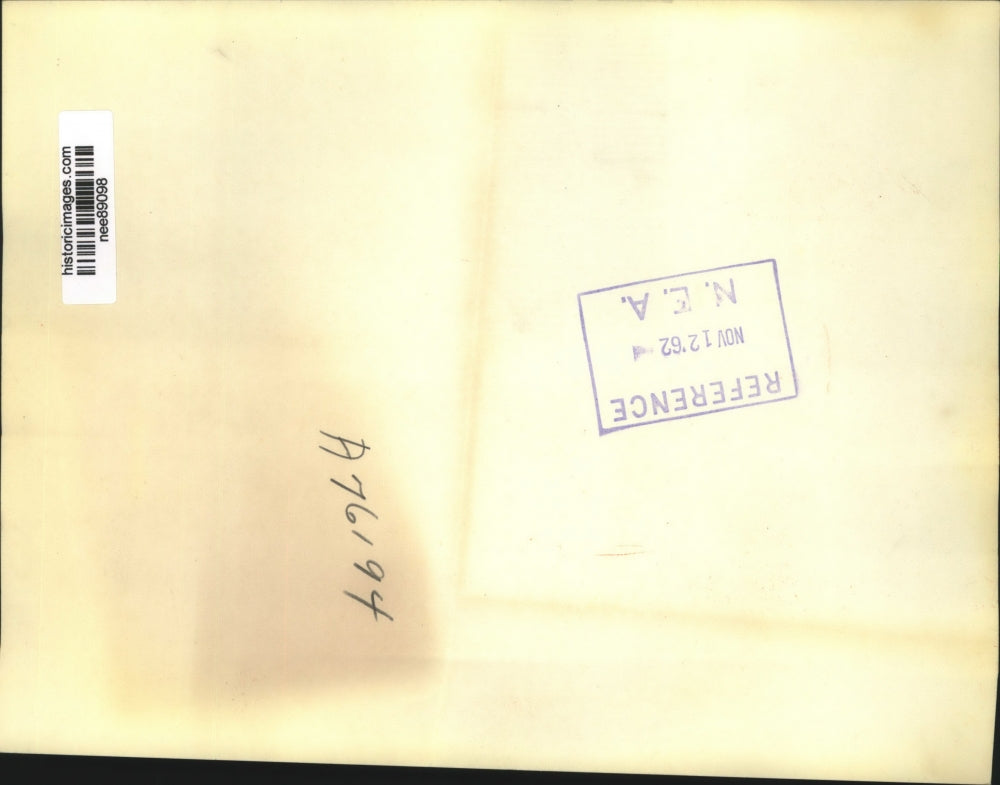 historicimages.com
nee89098
REFERENCE
NOV 12 '62
N. E. A.
A76194